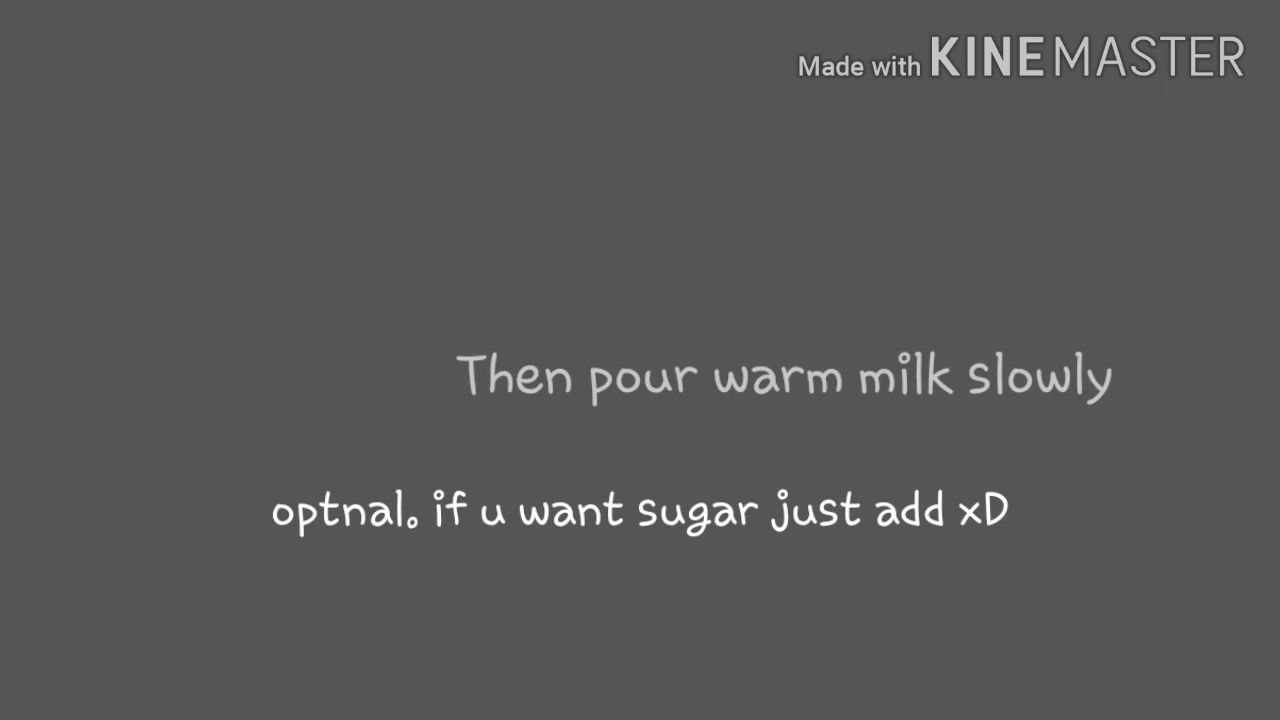 Made with KINEMASTER
Then pour warm milk slowly
optnal. if u want sugar just add xD